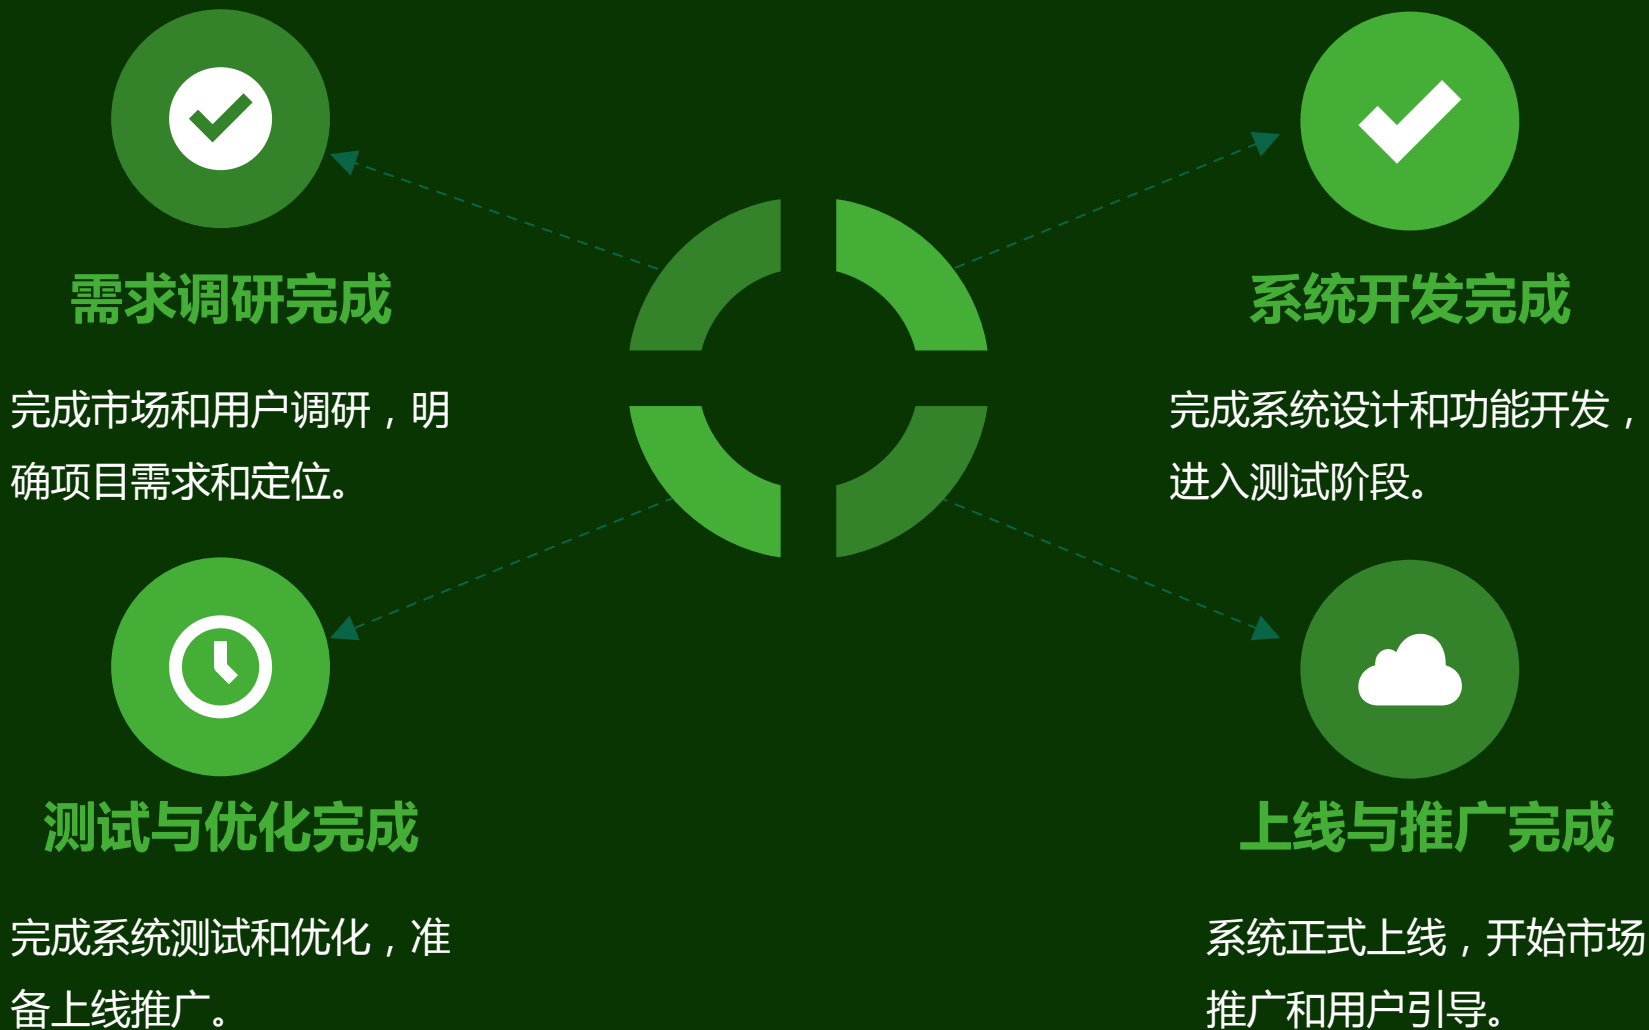 需求调研完成
完成市场和用户调研，明
确项目需求和定位。
系统开发完成
完成系统设计和功能开发，
进入测试阶段。
测试与优化完成
完成系统测试和优化，准
备上线推广。
上线与推广完成
系统正式上线，开始市场
推广和用户引导。